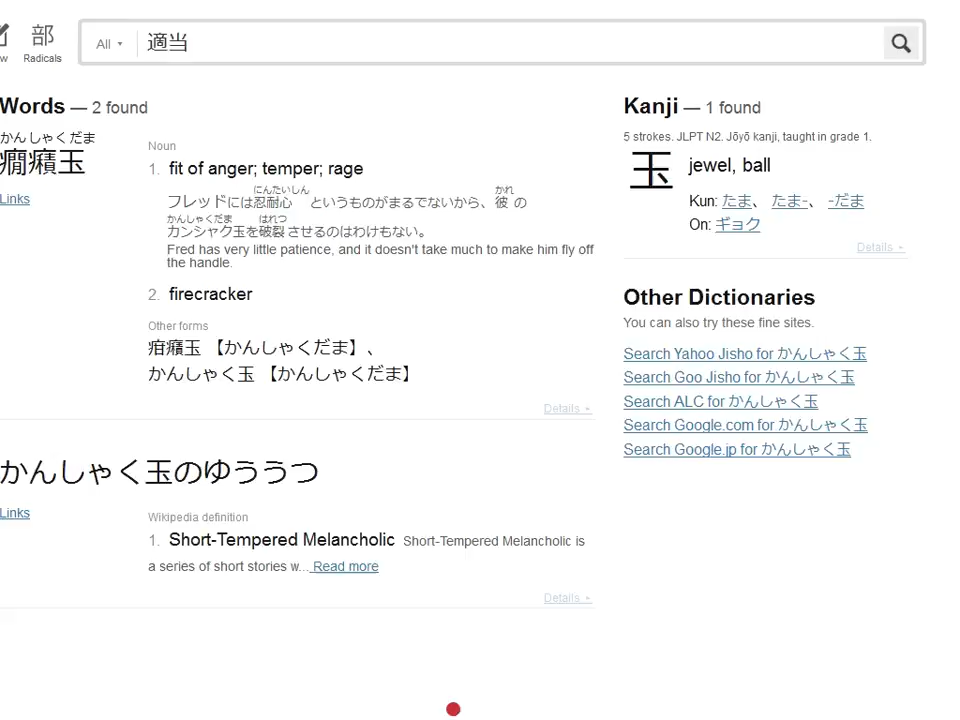 部
Radicals
All ▾ 適当
Words — 2 found
かんしゃくだま
癇癪玉
Links
Noun
1. fit of anger; temper; rage
にんたいしん かれ
フレッドには忍耐心 というものがまるでないから、彼 の
かんしゃくだま はれつ
カンシャク玉を破裂 させるのはわけもない。
Fred has very little patience, and it doesn't take much to make him fly off
the handle.
2. firecracker
Other forms
疳癪玉 【かんしゃくだま】、
かんしゃく玉 【かんしゃくだま】
Details ▸
かんしゃく玉のゆううつ
Links
Wikipedia definition
1. Short-Tempered Melancholic Short-Tempered Melancholic is
a series of short stories w... Read more
Details ▸
Kanji — 1 found
5 strokes. JLPT N2. Jōyō kanji, taught in grade 1.
玉
jewel, ball
Kun: たま、 たま-、 -だま
On: ギョク
Details ▸
Other Dictionaries
You can also try these fine sites.
Search Yahoo Jisho for かんしゃく玉
Search Goo Jisho for かんしゃく玉
Search ALC for かんしゃく玉
Search Google.com for かんしゃく玉
Search Google.jp for かんしゃく玉